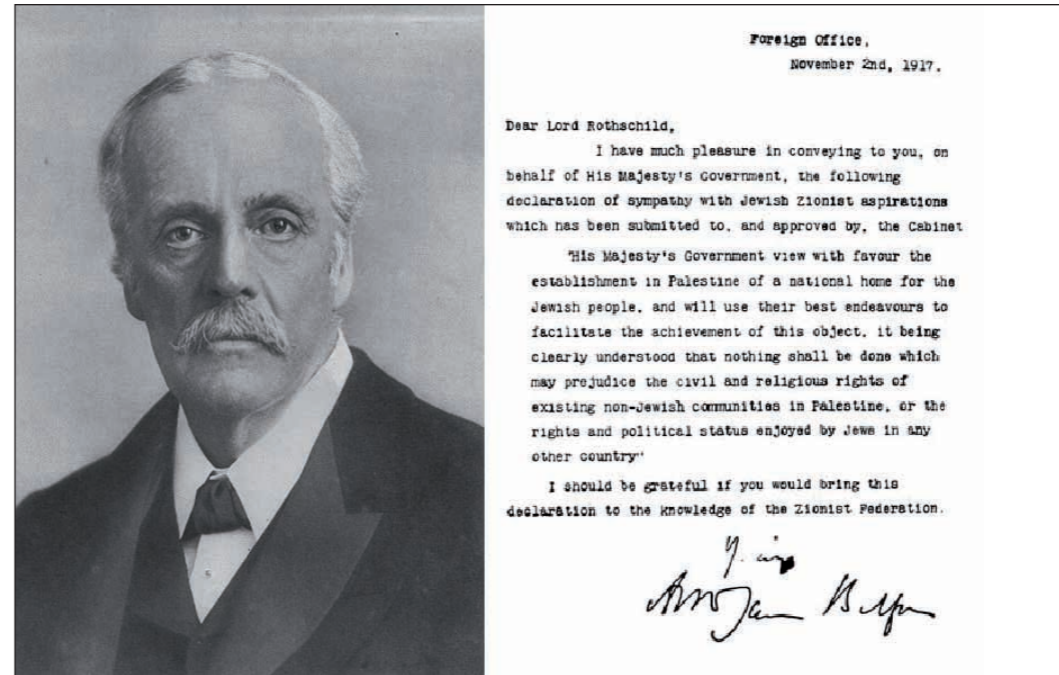 Foreign Office,
November 2nd, 1917.
Dear Lord Rothschild,
I have much pleasure in conveying to you, on
behalf of His Majesty's Government, the following
declaration of sympathy with Jewish Zionist aspirations
which has been submitted to, and approved by, the Cabinet
"His Majesty's Government view with favour the
establishment in Palestine of a national home for the
Jewish people, and will use their best endeavours to
facilitate the achievement of this object, it being
clearly understood that nothing shall be done which
may prejudice the civil and religious rights of
existing non-Jewish communities in Palestine, or the
rights and political status enjoyed by Jews in any
other country"
I should be grateful if you would bring this
declaration to the knowledge of the Zionist Federation.